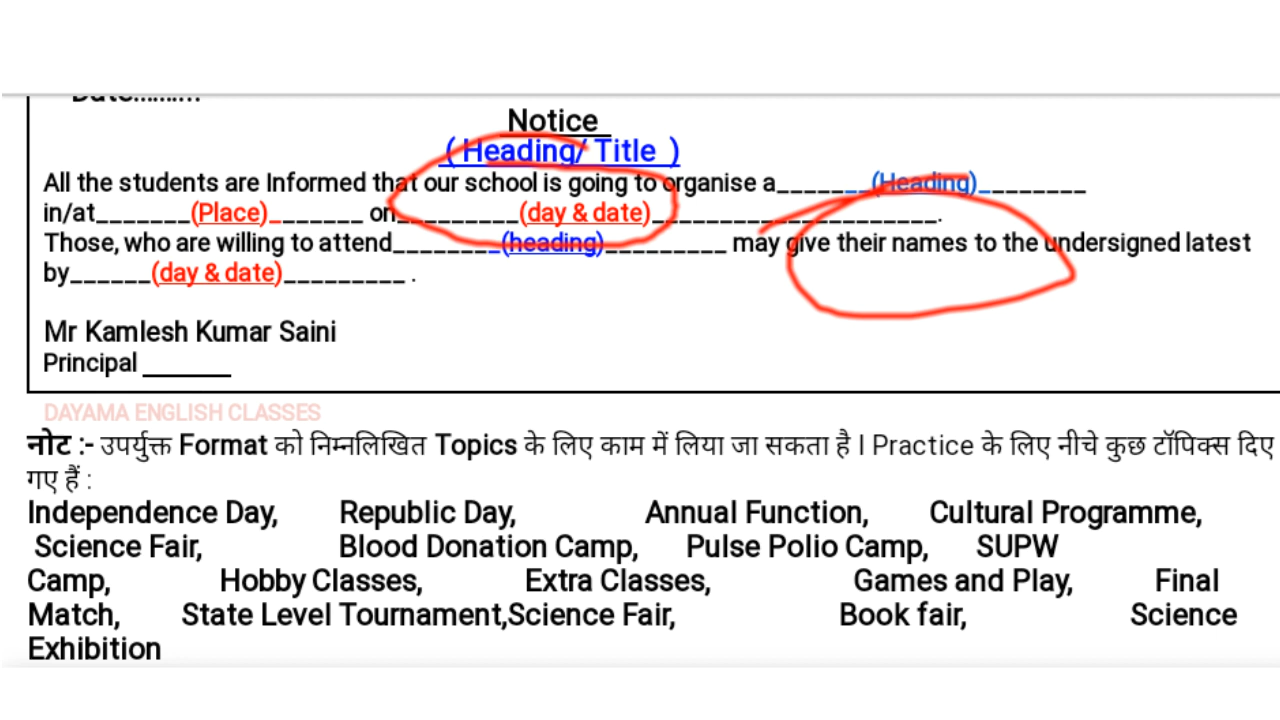 Date..........
Notice
( Heading/ Title )
All the students are Informed that our school is going to organise a_______(Heading)_________
in/at_______(Place)________ on_________(day & date)____________________.
Those, who are willing to attend________(heading)_________ may give their names to the undersigned latest
by______(day & date)_________ .
Mr Kamlesh Kumar Saini
Principal ______
DAYAMA ENGLISH CLASSES
नोट :- उपर्युक्त Format को निम्नलिखित Topics के लिए काम में लिया जा सकता है I Practice के लिए नीचे कुछ टॉपिक्स दिए
गए हैं :
Independence Day, Republic Day, Annual Function, Cultural Programme,
Science Fair, Blood Donation Camp, Pulse Polio Camp, SUPW
Camp, Hobby Classes, Extra Classes, Games and Play, Final
Match, State Level Tournament,Science Fair, Book fair, Science
Exhibition